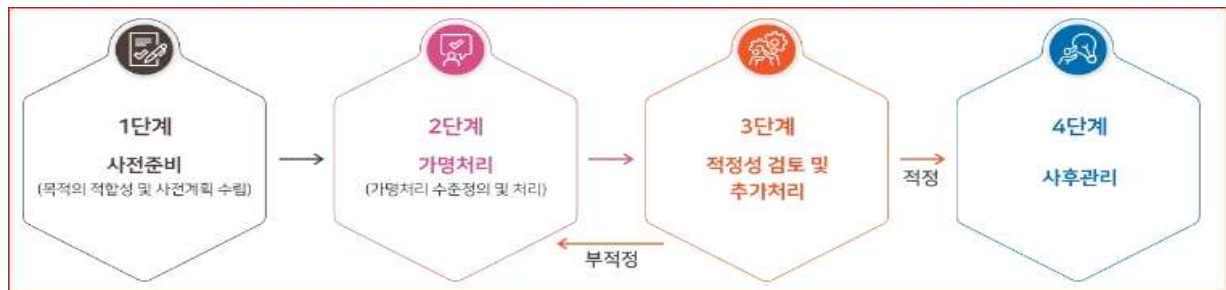 1단계
사전준비
(목적의 적합성 및 사전계획 수립)
2단계
가명처리
(가명처리 수준정의 및 처리)
3단계
적정성 검토 및
추가처리
적정
부적정
4단계
사후관리